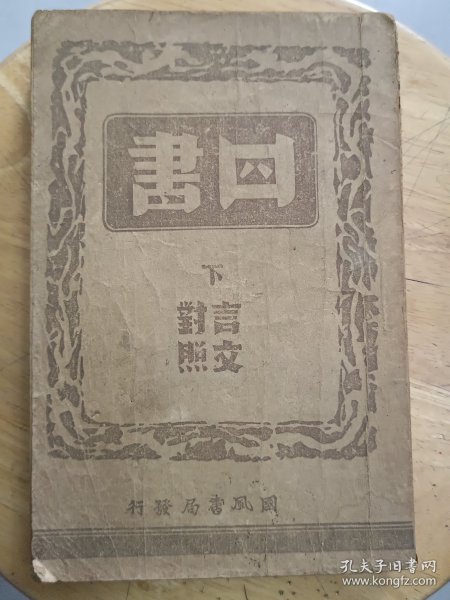 四書
下
言文
對照
國風書局發行
孔夫子旧书网
www.kongfz.com